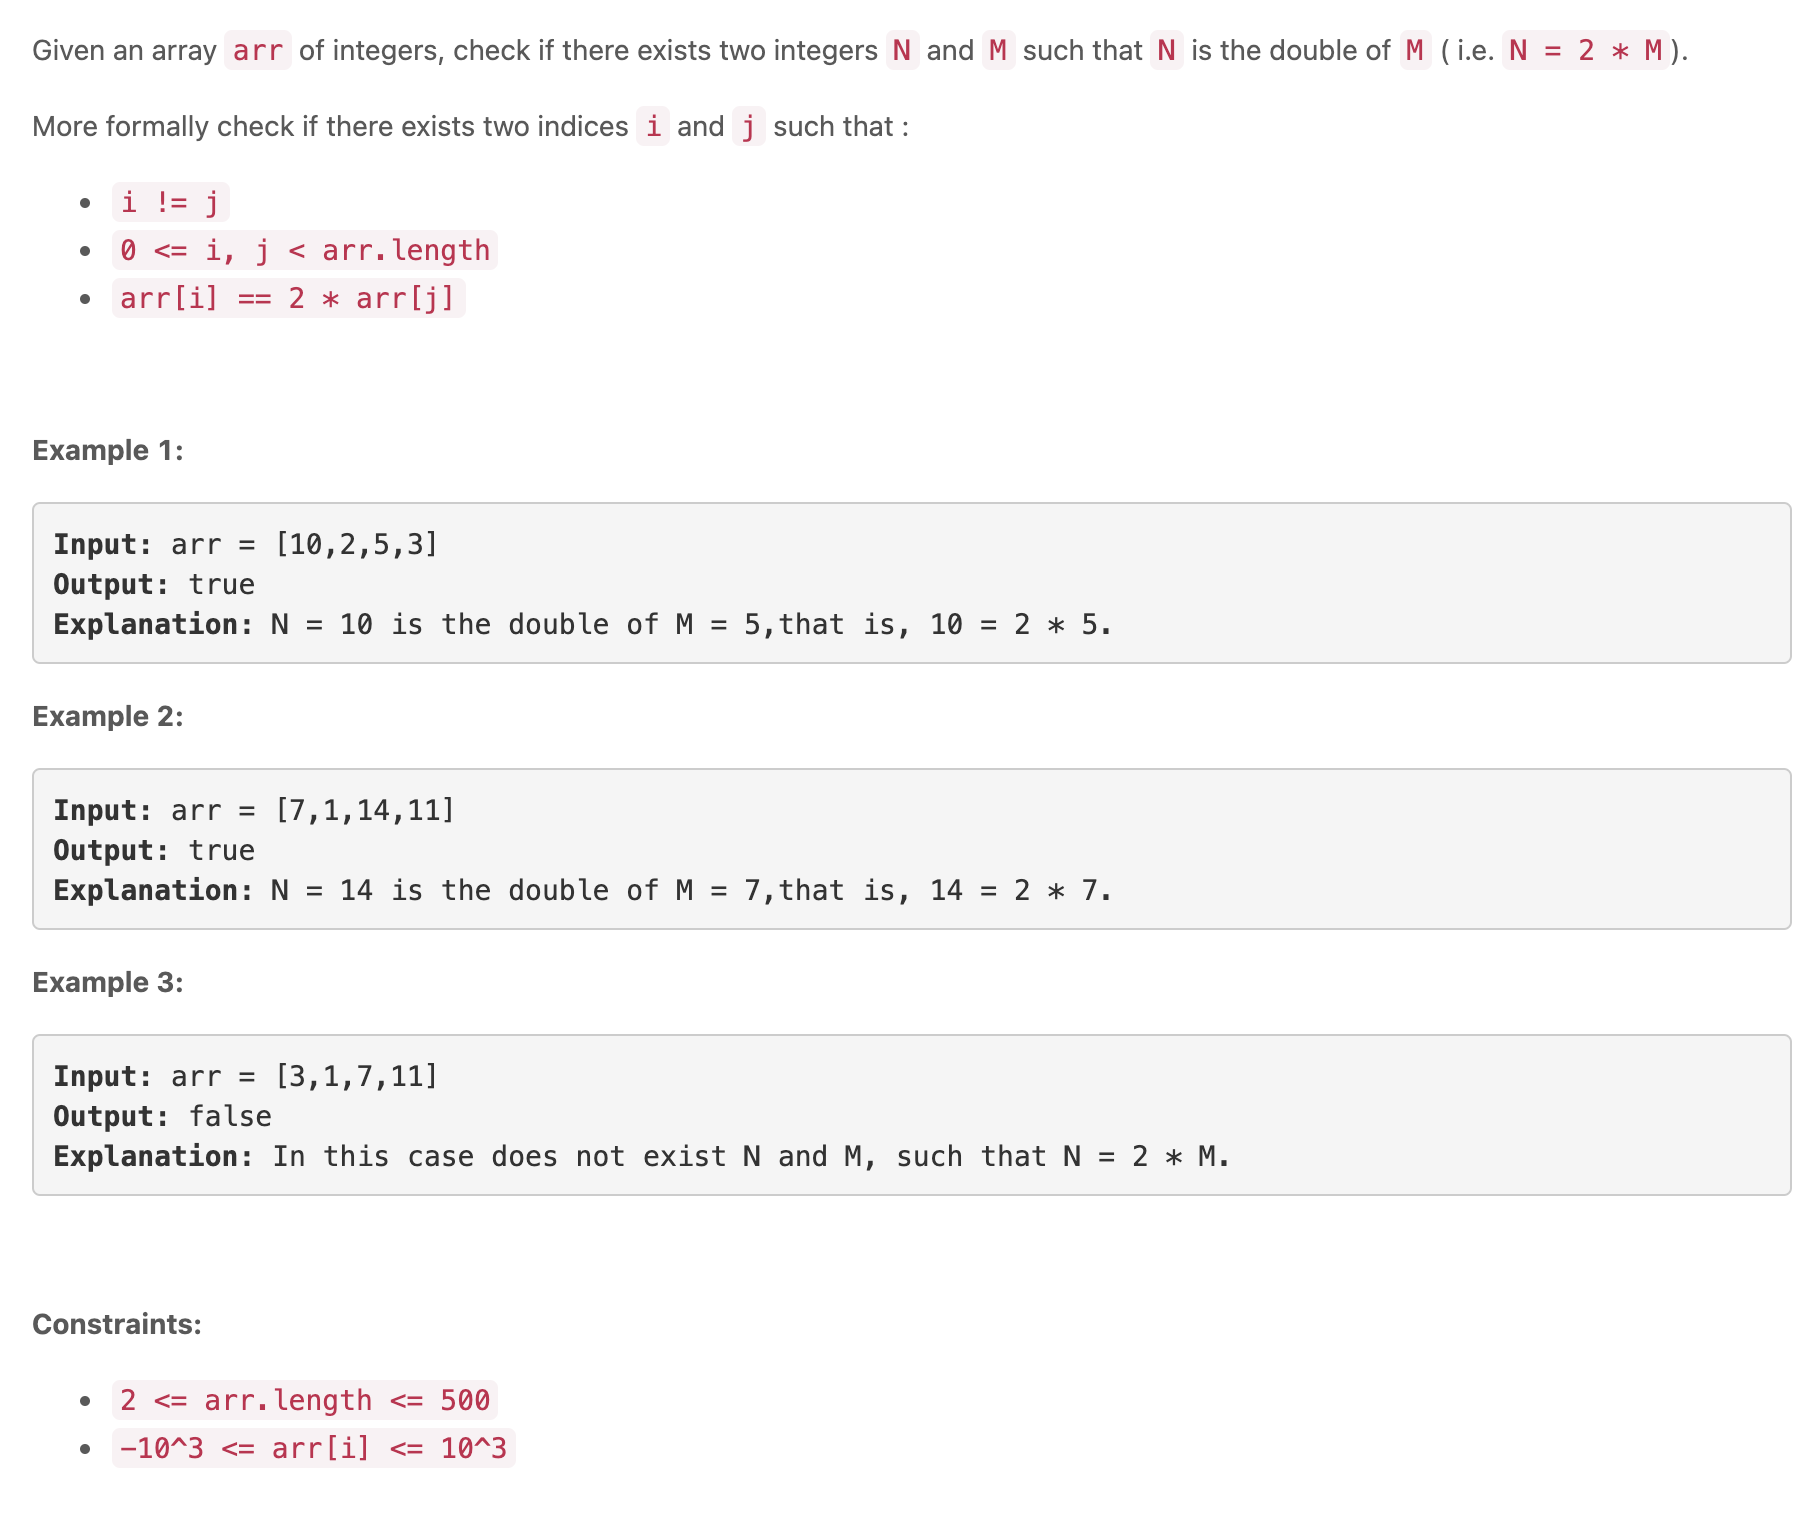 Given an array arr of integers, check if there exists two integers N and M such that N is the double of M ( i.e. N = 2 * M).
More formally check if there exists two indices i and j such that :
• i != j
• 0 <= i, j < arr.length
• arr[i] == 2 * arr[j]
Example 1:
Input: arr = [10,2,5,3]
Output: true
Explanation: N = 10 is the double of M = 5,that is, 10 = 2 * 5.
Example 2:
Input: arr = [7,1,14,11]
Output: true
Explanation: N = 14 is the double of M = 7,that is, 14 = 2 * 7.
Example 3:
Input: arr = [3,1,7,11]
Output: false
Explanation: In this case does not exist N and M, such that N = 2 * M.
Constraints:
• 2 <= arr.length <= 500
• -10^3 <= arr[i] <= 10^3